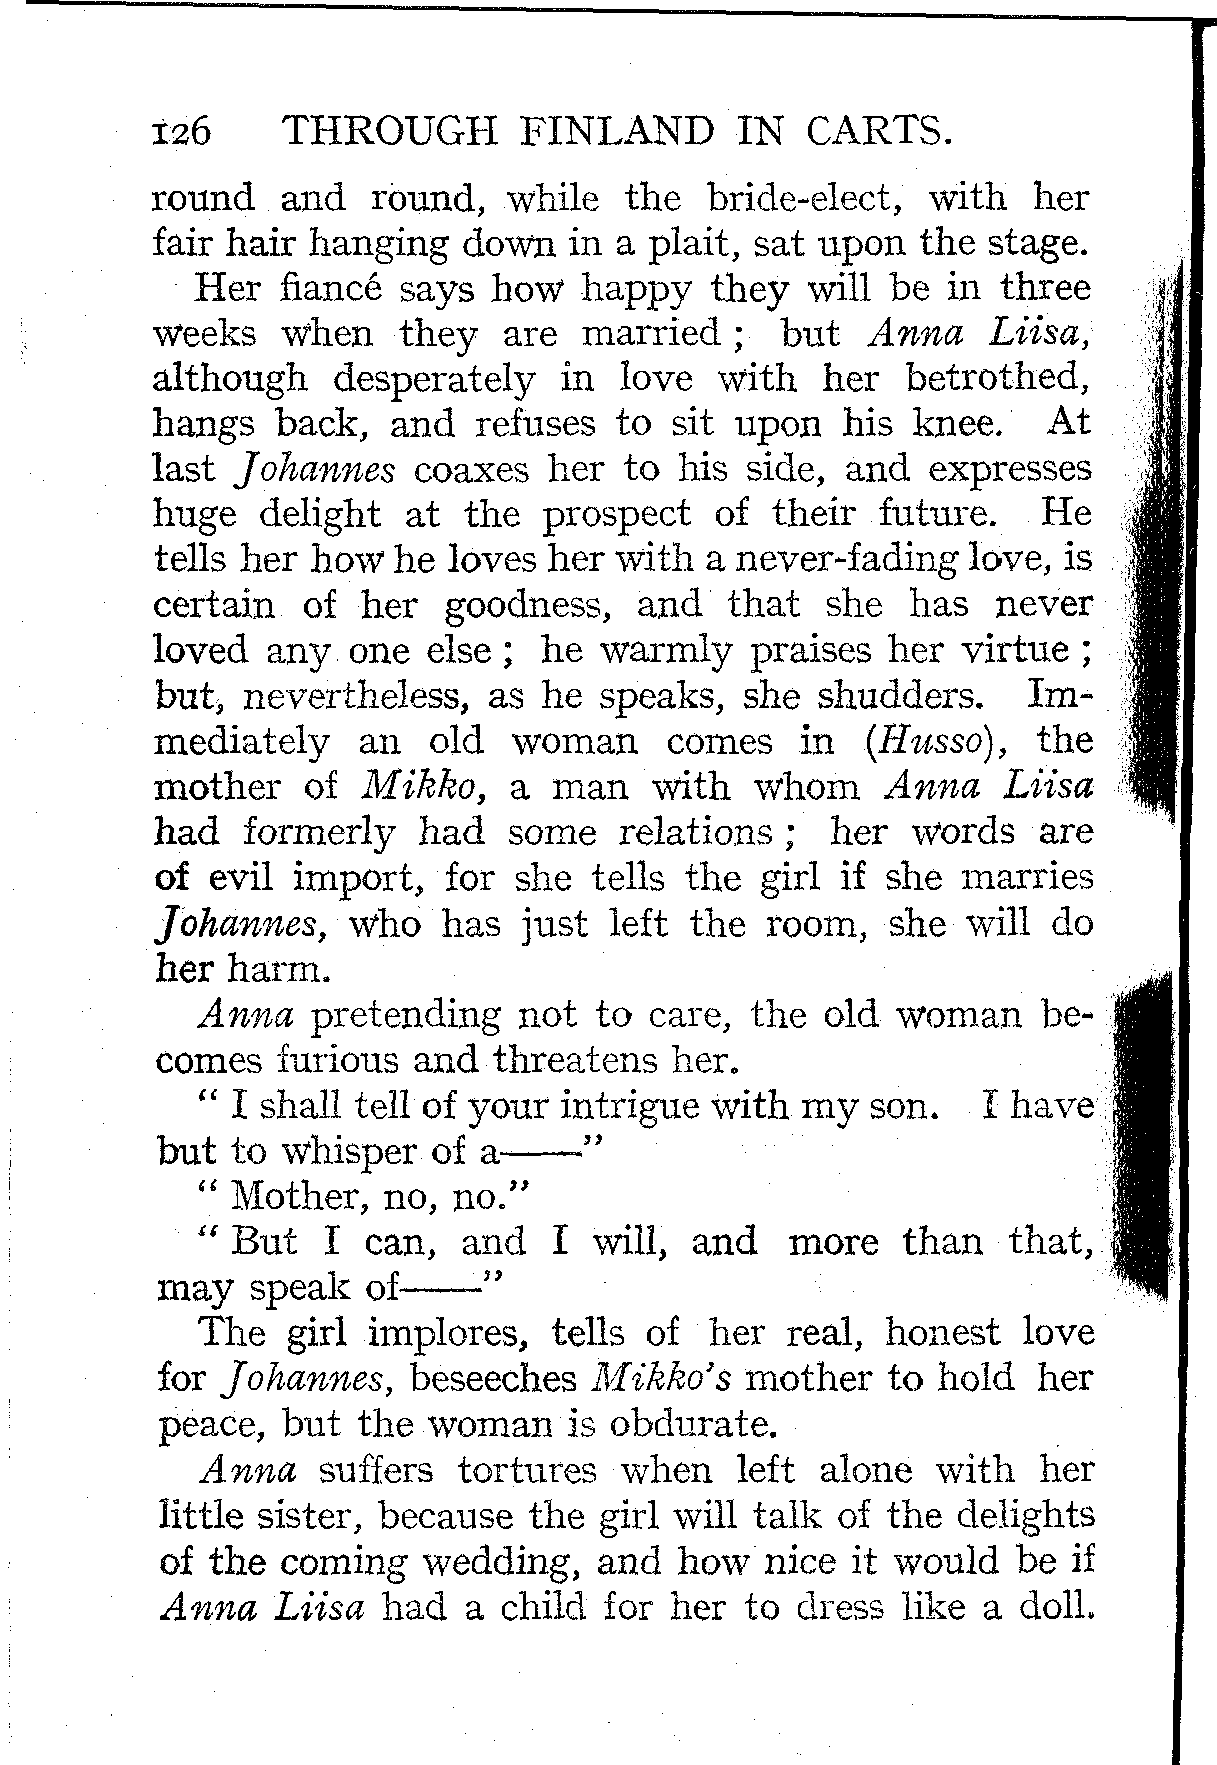 126 THROUGH FINLAND IN CARTS.
round and round, while the bride-elect, with her
fair hair hanging down in a plait, sat upon the stage.
Her fiancé says how happy they will be in three
weeks when they are married ; but Anna Liisa,
although desperately in love with her betrothed,
hangs back, and refuses to sit upon his knee. At
last Johannes coaxes her to his side, and expresses
huge delight at the prospect of their future. He
tells her how he loves her with a never-fading love, is
certain of her goodness, and that she has never
loved any one else ; he warmly praises her virtue ;
but, nevertheless, as he speaks, she shudders. Im-
mediately an old woman comes in (Husso), the
mother of Mikko, a man with whom Anna Liisa
had formerly had some relations ; her words are
of evil import, for she tells the girl if she marries
Johannes, who has just left the room, she will do
her harm.
Anna pretending not to care, the old woman be-
comes furious and threatens her.
“ I shall tell of your intrigue with my son. I have
but to whisper of a——”
“ Mother, no, no.”
“ But I can, and I will, and more than that,
may speak of——”
The girl implores, tells of her real, honest love
for Johannes, beseeches Mikko's mother to hold her
peace, but the woman is obdurate.
Anna suffers tortures when left alone with her
little sister, because the girl will talk of the delights
of the coming wedding, and how nice it would be if
Anna Liisa had a child for her to dress like a doll.